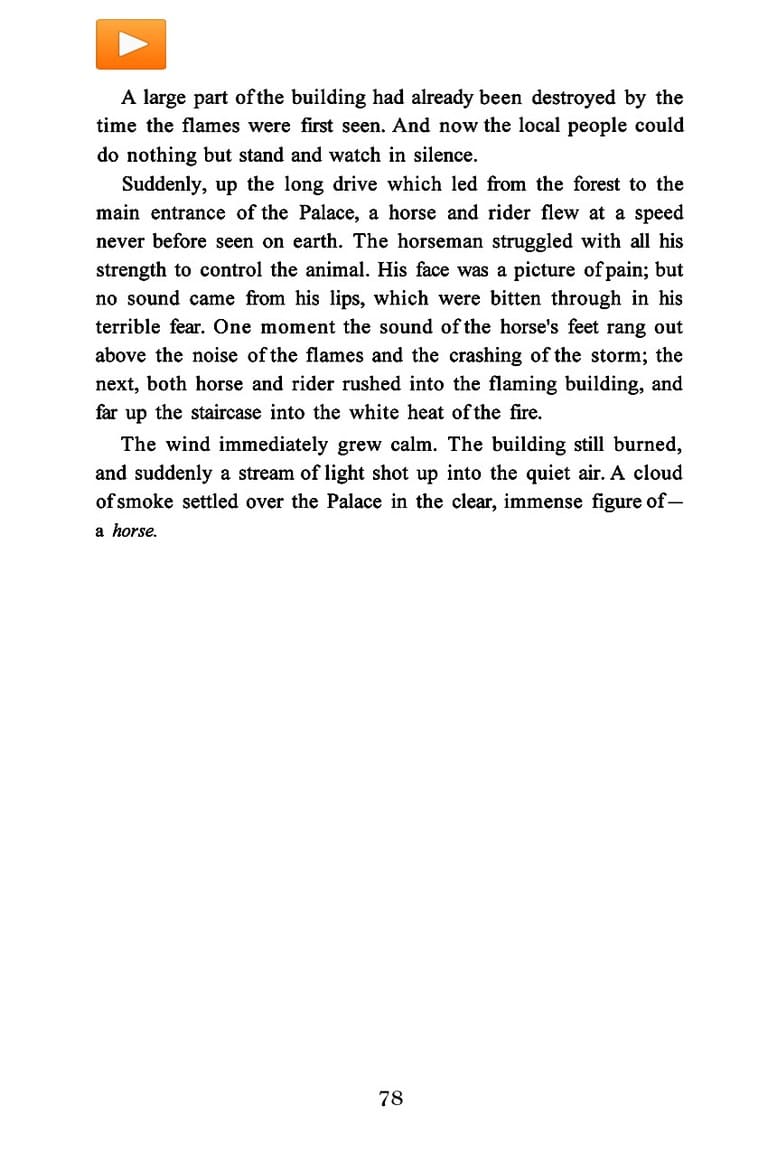 A large part of the building had already been destroyed by the
time the flames were first seen. And now the local people could
do nothing but stand and watch in silence.
Suddenly, up the long drive which led from the forest to the
main entrance of the Palace, a horse and rider flew at a speed
never before seen on earth. The horseman struggled with all his
strength to control the animal. His face was a picture of pain; but
no sound came from his lips, which were bitten through in his
terrible fear. One moment the sound of the horse's feet rang out
above the noise of the flames and the crashing of the storm; the
next, both horse and rider rushed into the flaming building, and
far up the staircase into the white heat of the fire.
The wind immediately grew calm. The building still burned,
and suddenly a stream of light shot up into the quiet air. A cloud
of smoke settled over the Palace in the clear, immense figure of—
a horse.
78